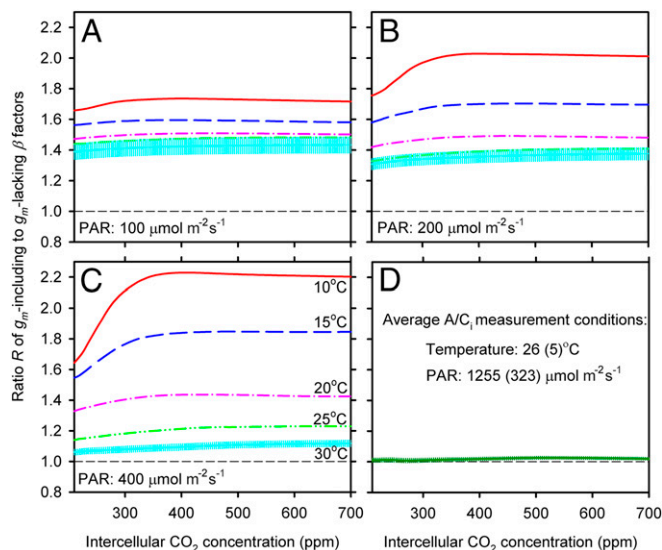 A
B
2.4
2.2
2.0
1.8
1.6
1.4
1.2
1.0
0.8
PAR: 100 μmol m-2s-1
PAR: 200 μmol m-2s-1
Ratio R of gm-including to gm-lacking β factors
C
D
2.2
2.0
1.8
1.6
1.4
1.2
1.0
0.8
10°C
15°C
20°C
25°C
30°C
PAR: 400 μmol m-2s-1
Average A/Ci measurement conditions:
Temperature: 26 (5)°C
PAR: 1255 (323) μmol m-2s-1
300 400 500 600 700
300 400 500 600 700
Intercellular CO2 concentration (ppm)
Intercellular CO2 concentration (ppm)